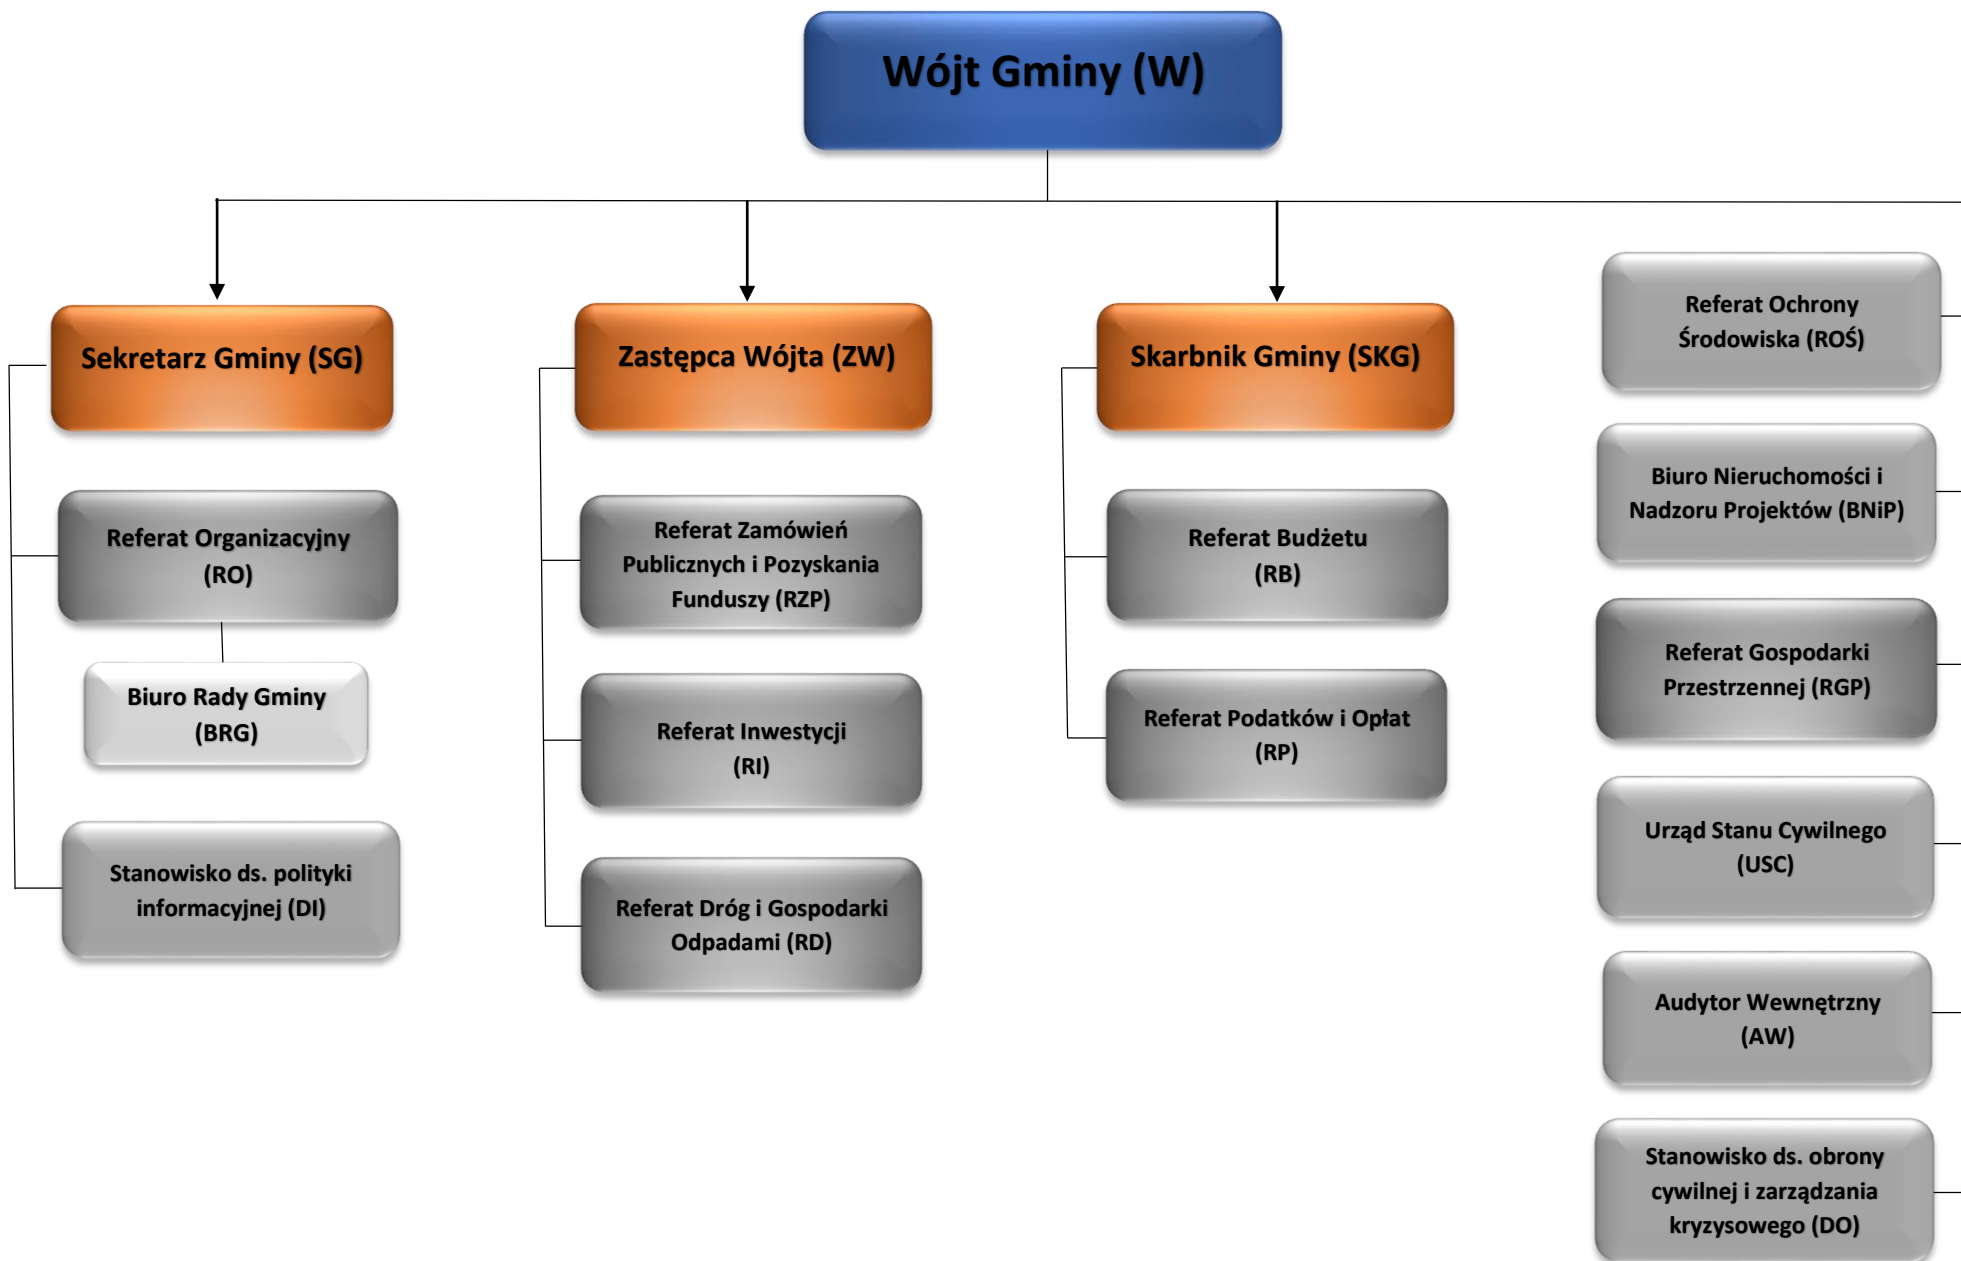 Wójt Gminy (W)
Sekretarz Gminy (SG)
Referat Organizacyjny
(RO)
Biuro Rady Gminy
(BRG)
Stanowisko ds. polityki
informacyjnej (DI)
Zastępca Wójta (ZW)
Referat Zamówień
Publicznych i Pozyskania
Funduszy (RZP)
Referat Inwestycji
(RI)
Referat Dróg i Gospodarki
Odpadami (RD)
Skarbnik Gminy (SKG)
Referat Budżetu
(RB)
Referat Podatków i Opłat
(RP)
Referat Ochrony
Środowiska (ROŚ)
Biuro Nieruchomości i
Nadzoru Projektów (BNiP)
Referat Gospodarki
Przestrzennej (RGP)
Urząd Stanu Cywilnego
(USC)
Audytor Wewnętrzny
(AW)
Stanowisko ds. obrony
cywilnej i zarządzania
kryzysowego (DO)